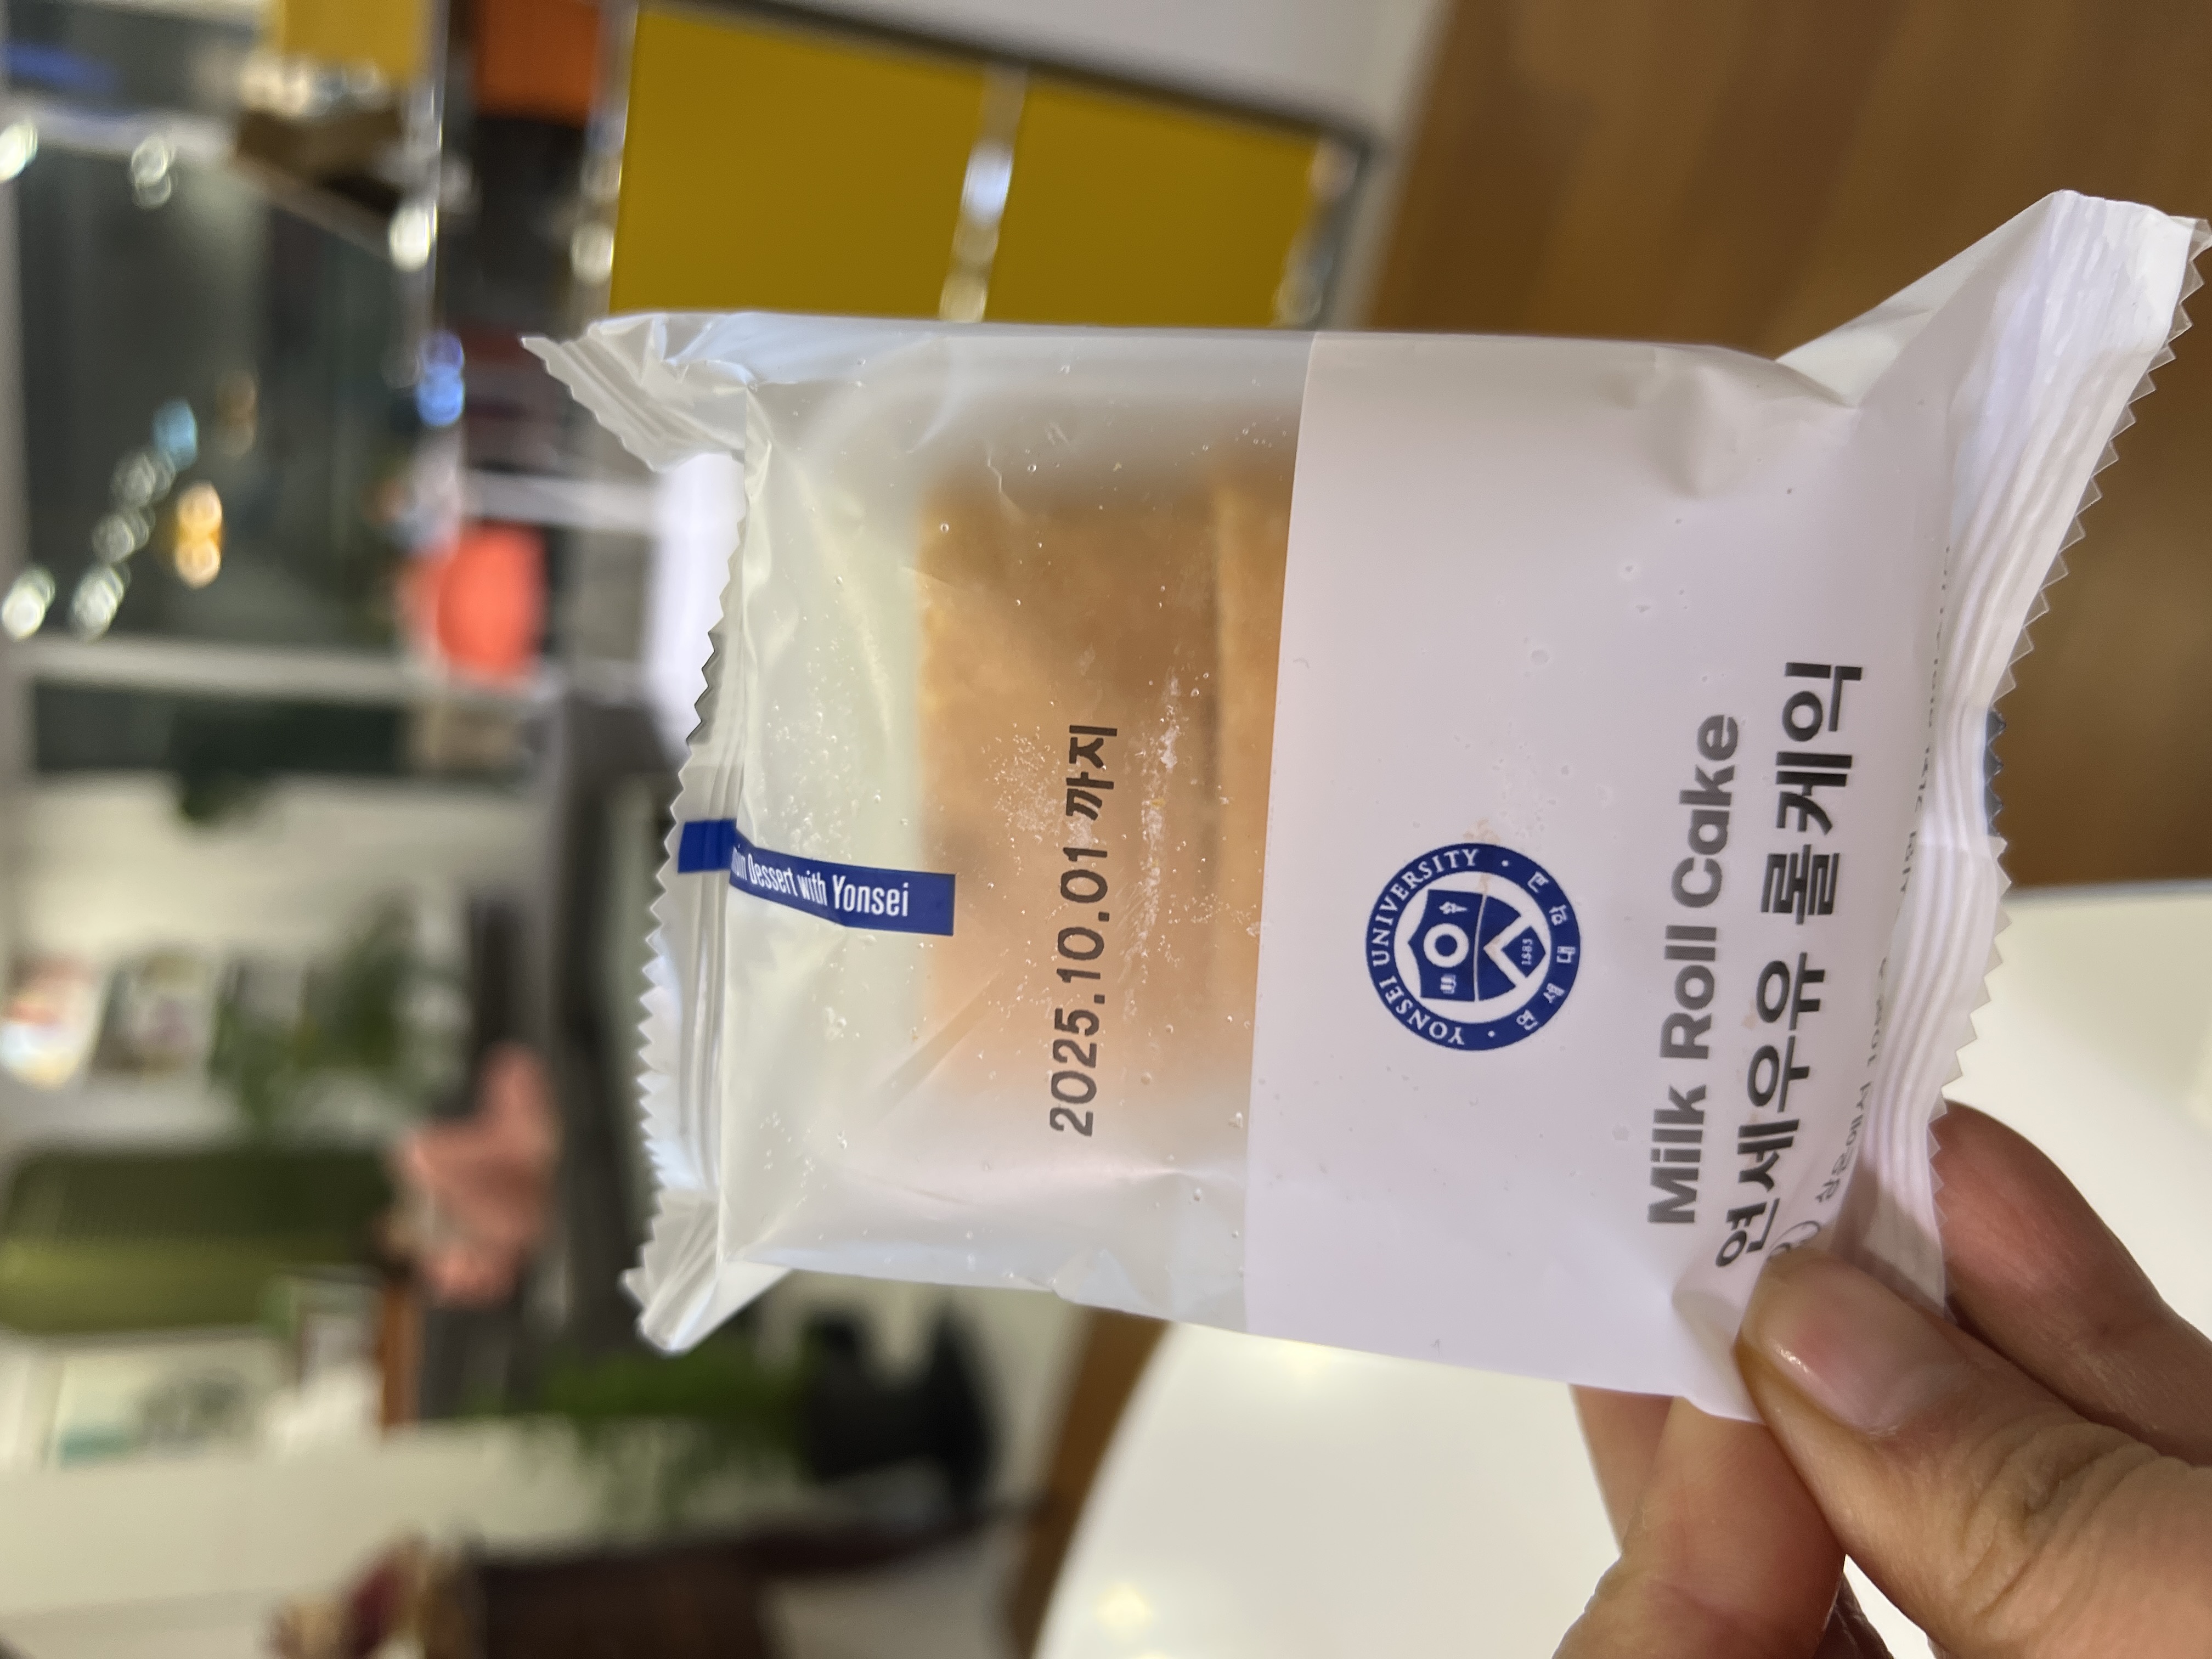 Dessert with Yonsei
2025.10.01 까지
YONSEI UNIVERSITY
연세대학교
1885
Milk Roll Cake
연세우유 롤케익